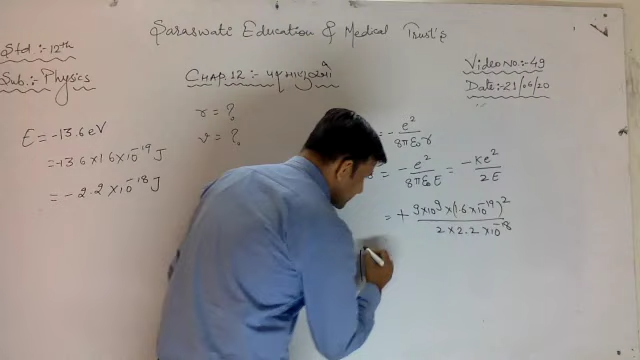 Saraswati Education & Medical Trust's
Std :- 12th
Sub.:- Physics
CHAP. 12 :-
Video No. :- 49
Date :- 21/06/20
E = -13.6 eV
= -13.6 × 1.6 × 10⁻¹⁹ J
= -2.2 × 10⁻¹⁸ J
r = ?
v = ?
= - e² / 8πε₀r
= - e² / 8πε₀E = -Ke² / 2E
= + 9×10⁹ × (1.6 × 10⁻¹⁹)² / 2 × 2.2 × 10⁻¹⁸